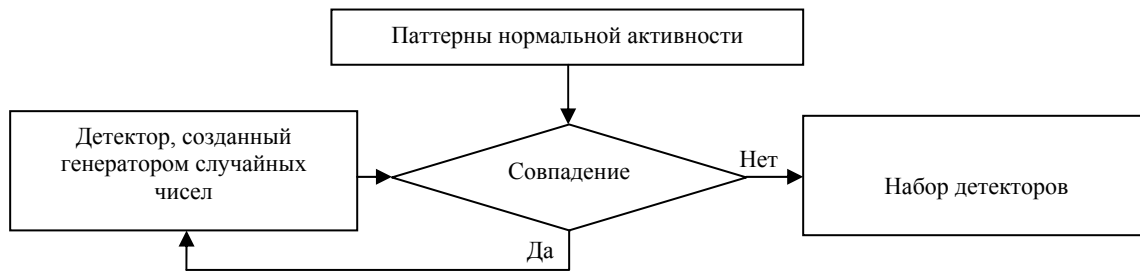 Паттерны нормальной активности
Детектор, созданный
генератором случайных
чисел
Совпадение
Нет
Набор детекторов
Да